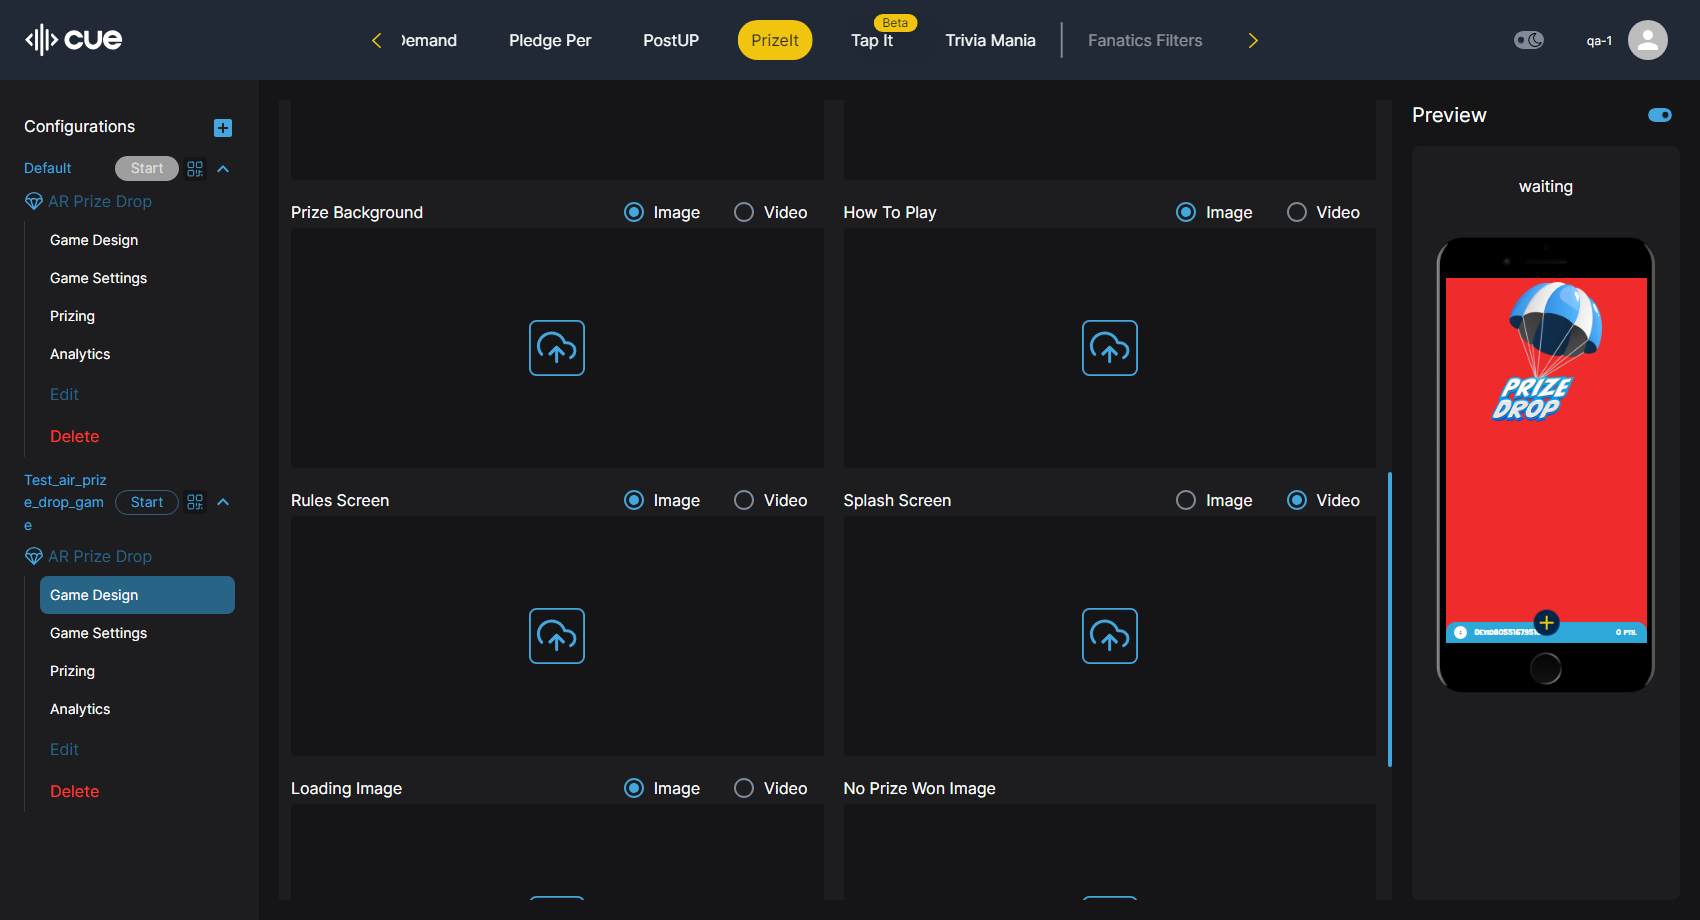 cue
Demand
Pledge Per
PostUP
PrizeIt
Beta
Tap It
Trivia Mania
Fanatics Filters
qa-1
Configurations
Default
Start
AR Prize Drop
Game Design
Game Settings
Prizing
Analytics
Edit
Delete
Test_air_priz
e_drop_gam
e
Start
AR Prize Drop
Game Design
Game Settings
Prizing
Analytics
Edit
Delete
Prize Background
Image
Video
How To Play
Image
Video
Rules Screen
Image
Video
Splash Screen
Image
Video
Loading Image
Image
Video
No Prize Won Image
Preview
waiting
PRIZE
DROP
0 PTS.